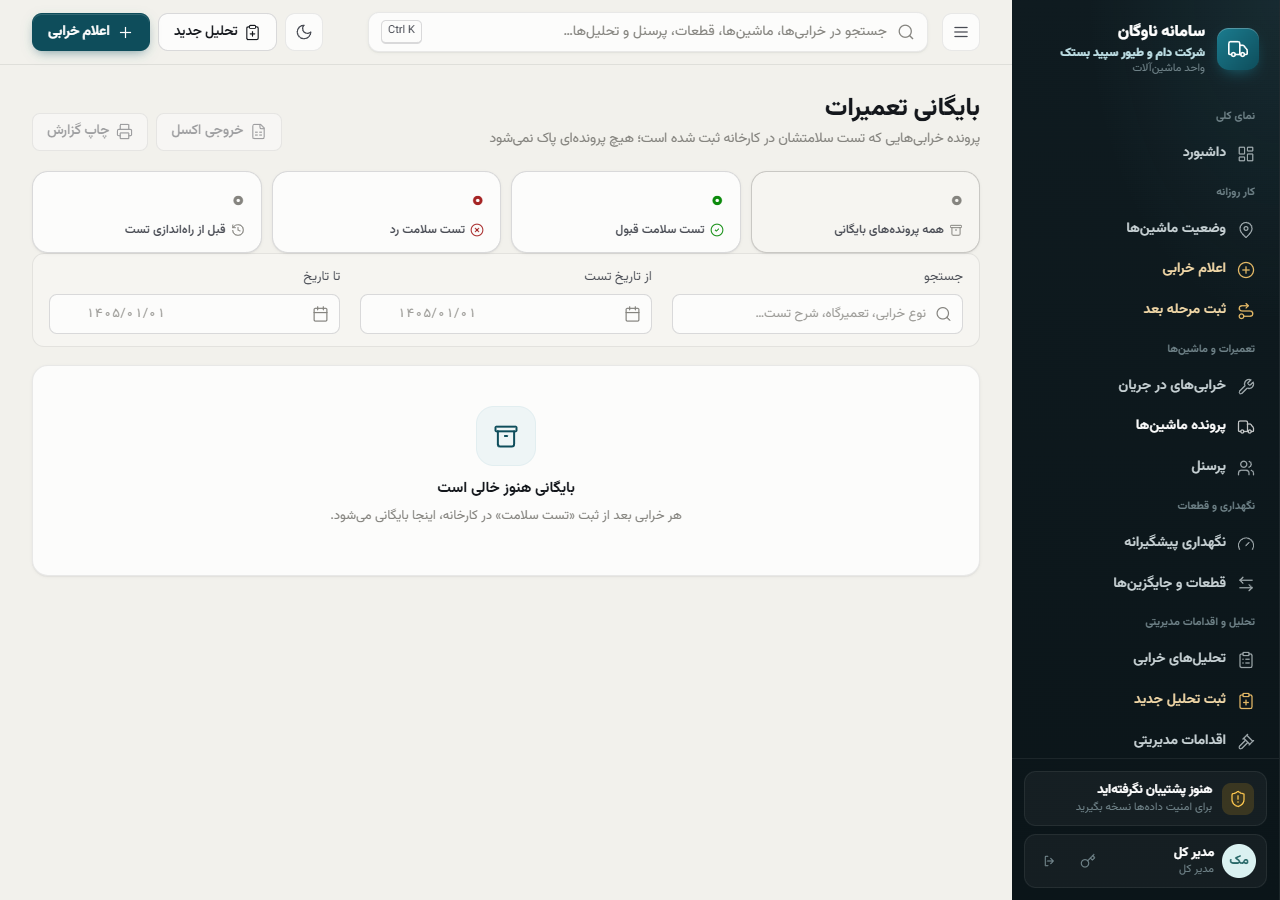 سامانه ناوگان
شرکت دام و طیور سپید بستک
واحد ماشین‌آلات
نمای کلی
داشبورد
کار روزانه
وضعیت ماشین‌ها
اعلام خرابی
ثبت مرحله بعد
تعمیرات و ماشین‌ها
خرابی‌های در جریان
پرونده ماشین‌ها
پرسنل
نگهداری و قطعات
نگهداری پیشگیرانه
قطعات و جایگزین‌ها
تحلیل و اقدامات مدیریتی
تحلیل‌های خرابی
ثبت تحلیل جدید
اقدامات مدیریتی
هنوز پشتیبان نگرفته‌اید
برای امنیت داده‌ها نسخه بگیرید
مک
مدیر کل
مدیر کل
جستجو در خرابی‌ها، ماشین‌ها، قطعات، پرسنل و تحلیل‌ها...
Ctrl K
تحلیل جدید
اعلام خرابی
بایگانی تعمیرات
پرونده خرابی‌هایی که تست سلامتشان در کارخانه ثبت شده است؛ هیچ پرونده‌ای پاک نمی‌شود
خروجی اکسل
چاپ گزارش
۰
همه پرونده‌های بایگانی
۰
تست سلامت قبول
۰
تست سلامت رد
۰
قبل از راه‌اندازی تست
جستجو
نوع خرابی، تعمیرگاه، شرح تست...
از تاریخ تست
۱۴۰۵/۰۱/۰۱
تا تاریخ
۱۴۰۵/۰۱/۰۱
بایگانی هنوز خالی است
هر خرابی بعد از ثبت «تست سلامت» در کارخانه، اینجا بایگانی می‌شود.